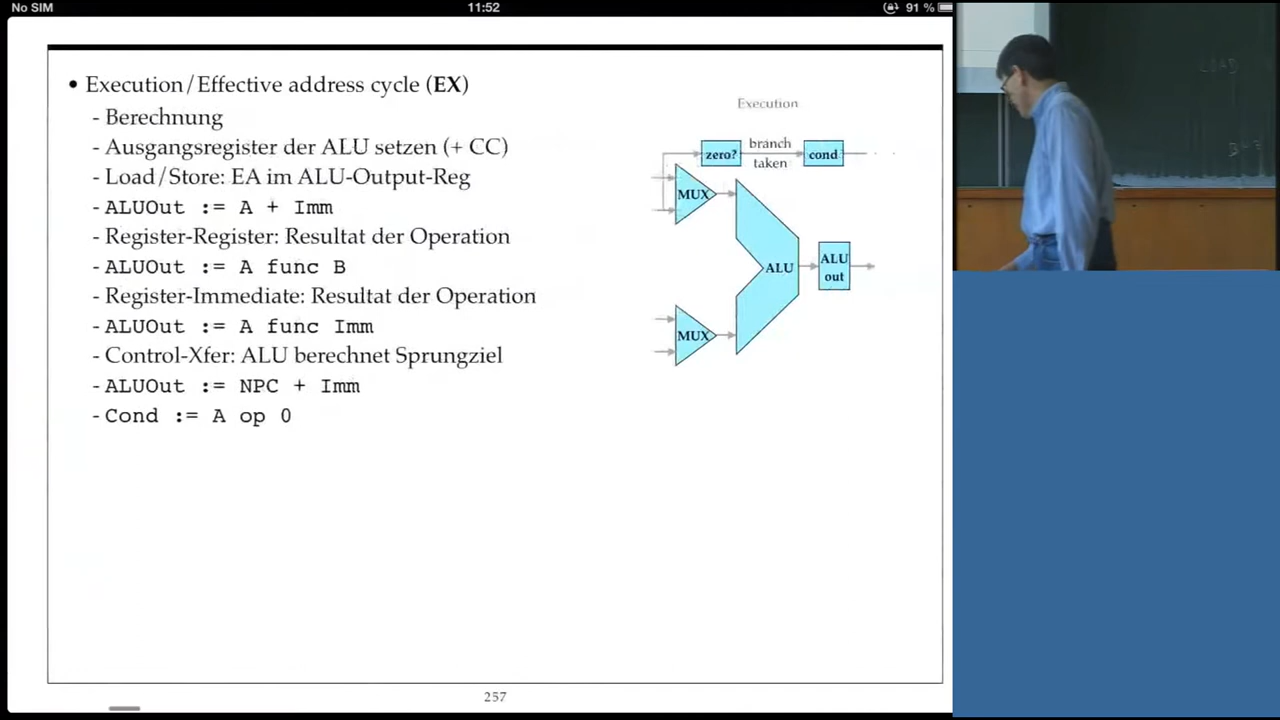 No SIM
11:52
91 %
• Execution/Effective address cycle (EX)
- Berechnung
- Ausgangsregister der ALU setzen (+ CC)
- Load/Store: EA im ALU-Output-Reg
- ALUOut := A + Imm
- Register-Register: Resultat der Operation
- ALUOut := A func B
- Register-Immediate: Resultat der Operation
- ALUOut := A func Imm
- Control-Xfer: ALU berechnet Sprungziel
- ALUOut := NPC + Imm
- Cond := A op 0
Execution
zero?
branch
taken
cond
MUX
ALU
ALU
out
MUX
257
LOAD